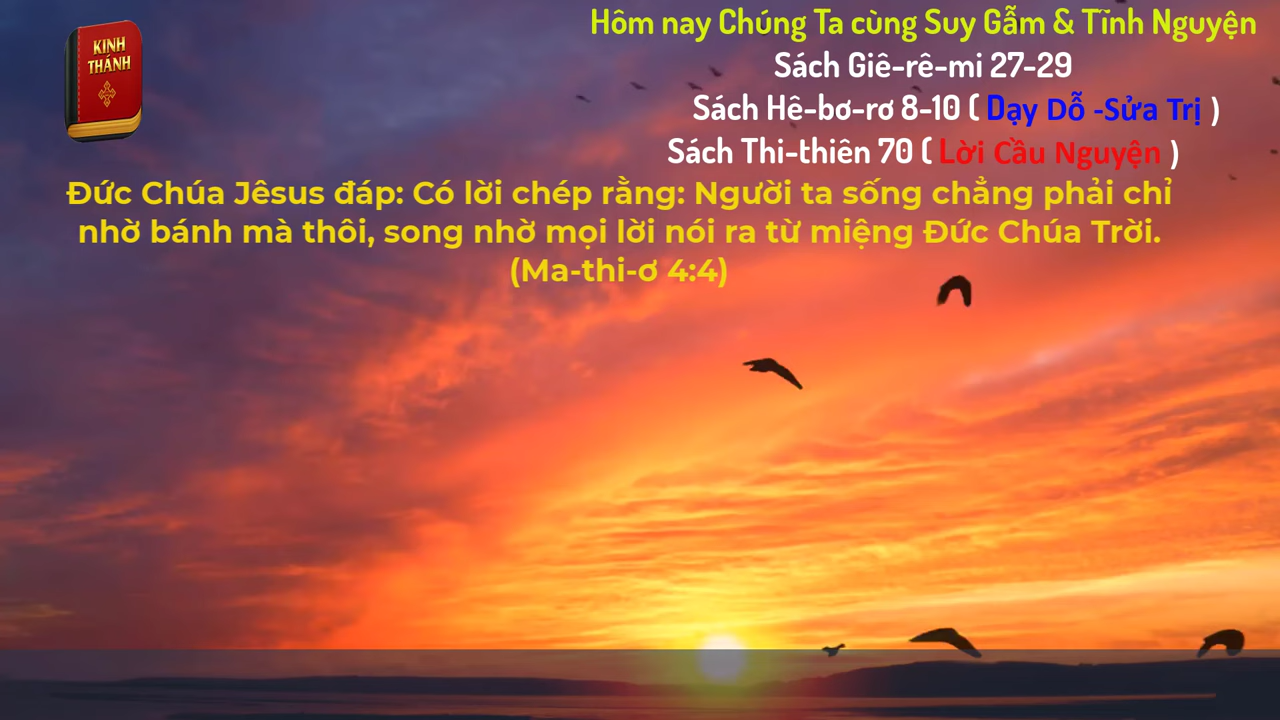 KINH
THÁNH
Hôm nay Chúng Ta cùng Suy Gẫm & Tĩnh Nguyện
Sách Giê-rê-mi 27-29
Sách Hê-bơ-rơ 8-10 ( Dạy Dỗ -Sửa Trị )
Sách Thi-thiên 70 ( Lời Cầu Nguyện )
Đức Chúa Jêsus đáp: Có lời chép rằng: Người ta sống chẳng phải chỉ
nhờ bánh mà thôi, song nhờ mọi lời nói ra từ miệng Đức Chúa Trời.
(Ma-thi-ơ 4:4)